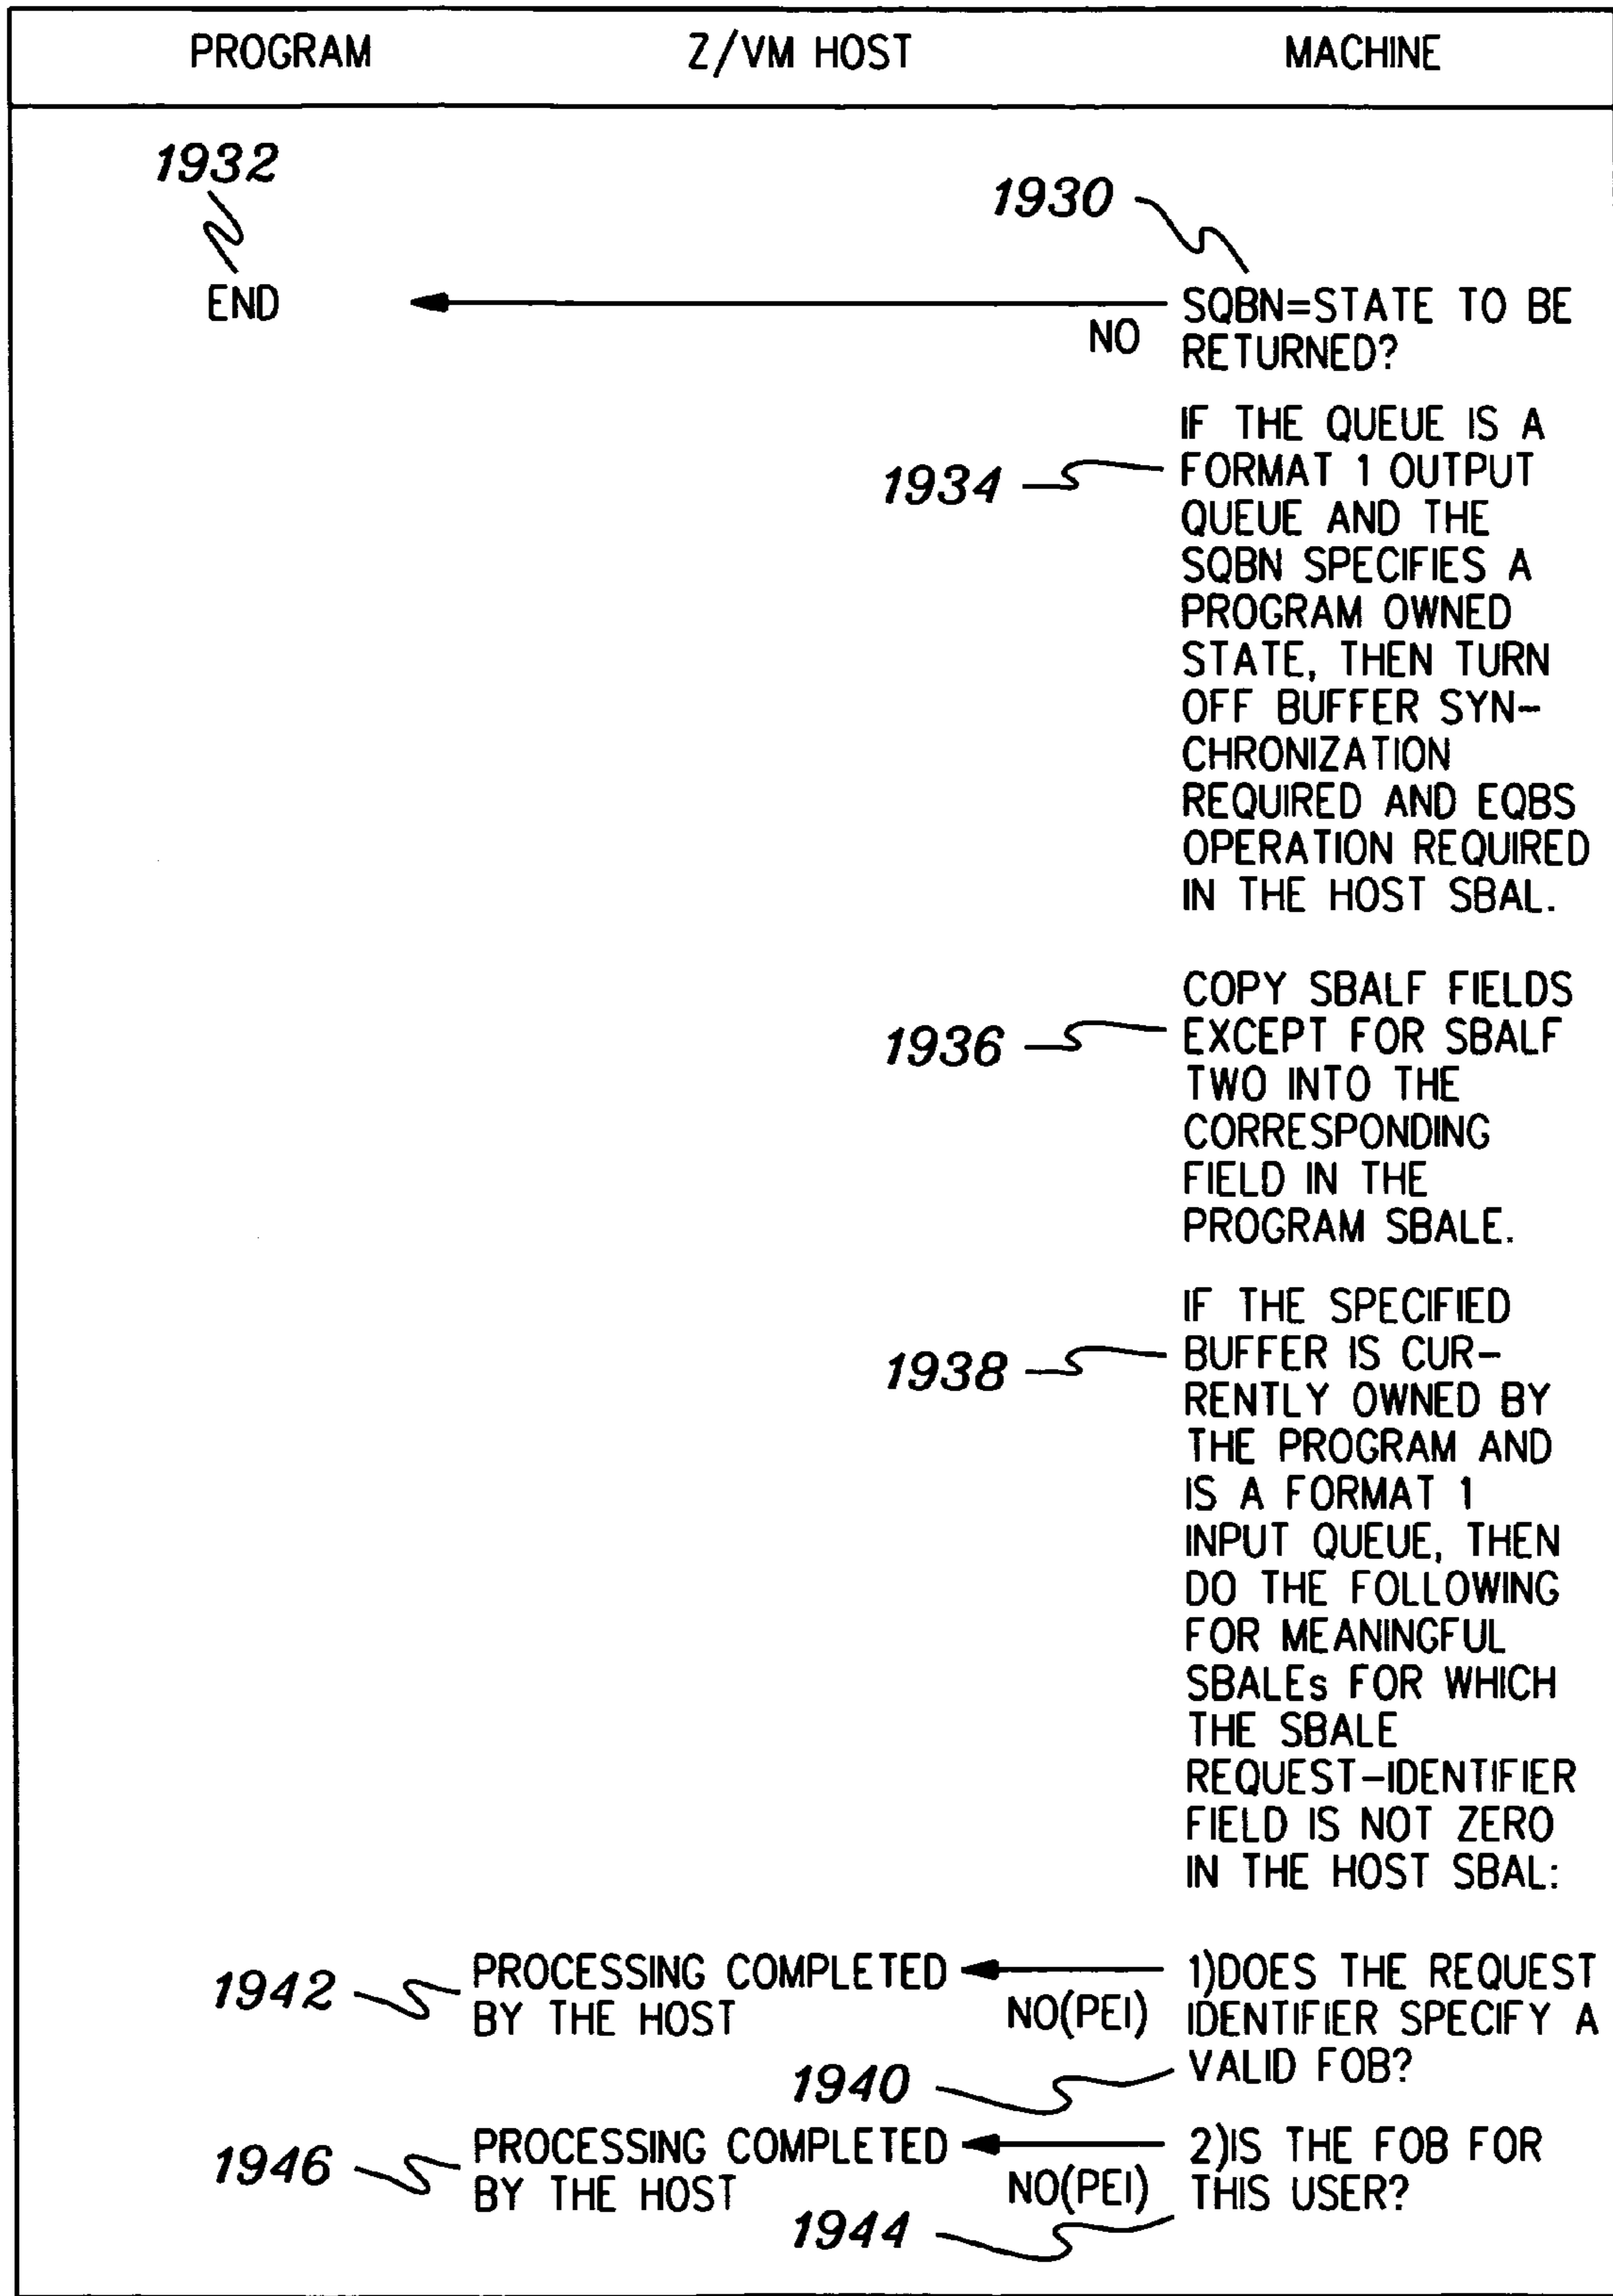 PROGRAM Z/VM HOST MACHINE
1932
1930
END
NO
SQBN=STATE TO BE
RETURNED?
1934
IF THE QUEUE IS A
FORMAT 1 OUTPUT
QUEUE AND THE
SQBN SPECIFIES A
PROGRAM OWNED
STATE, THEN TURN
OFF BUFFER SYN-
CHRONIZATION
REQUIRED AND EQBS
OPERATION REQUIRED
IN THE HOST SBAL.
1936
COPY SBALF FIELDS
EXCEPT FOR SBALF
TWO INTO THE
CORRESPONDING
FIELD IN THE
PROGRAM SBALE.
1938
IF THE SPECIFIED
BUFFER IS CUR-
RENTLY OWNED BY
THE PROGRAM AND
IS A FORMAT 1
INPUT QUEUE, THEN
DO THE FOLLOWING
FOR MEANINGFUL
SBALEs FOR WHICH
THE SBALE
REQUEST-IDENTIFIER
FIELD IS NOT ZERO
IN THE HOST SBAL:
1942
PROCESSING COMPLETED
BY THE HOST
NO(PEI)
1)DOES THE REQUEST
IDENTIFIER SPECIFY A
VALID FOB?
1940
1946
PROCESSING COMPLETED
BY THE HOST
NO(PEI)
2)IS THE FOB FOR
THIS USER?
1944